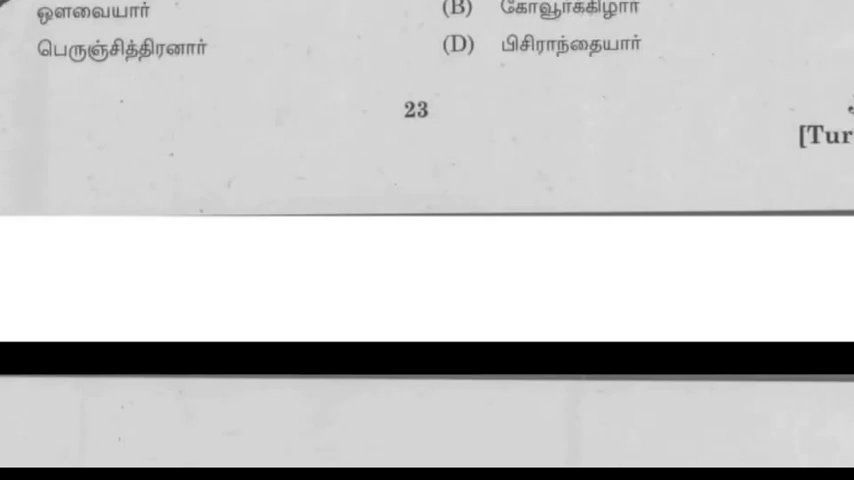 ஔவையார் (B) கோவூர்க்கிழார்
பெருஞ்சித்திரனார் (D) பிசிராந்தையார்
23
[Tur